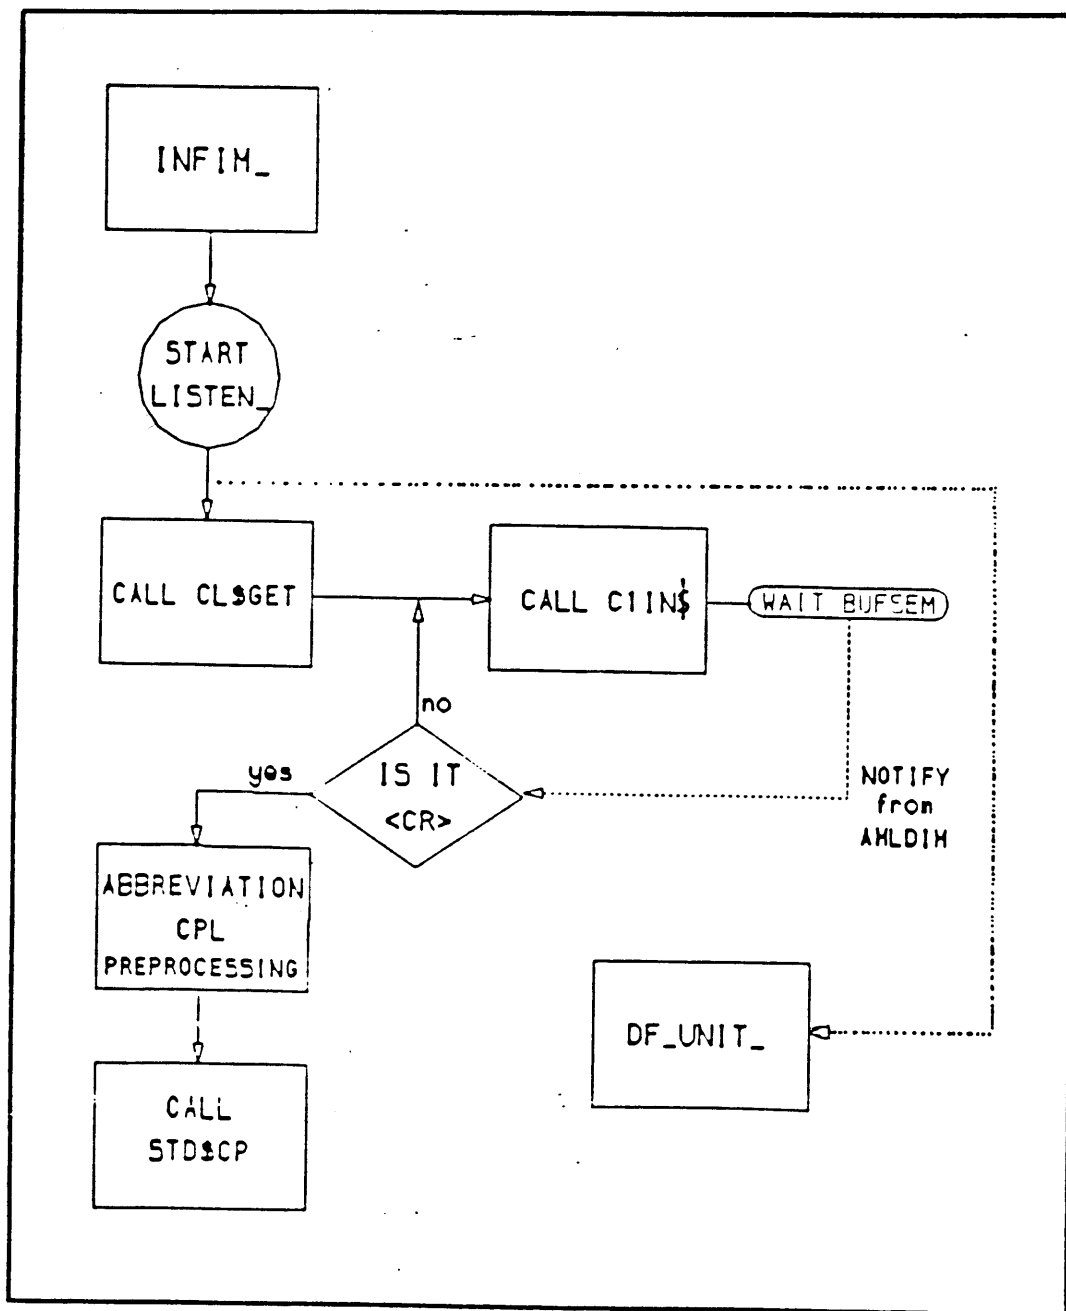 INFIM_
START
LISTEN_
CALL CL$GET
CALL C1IN$
WAIT BUFSEM
no
yes
IS IT
<CR>
NOTIFY
from
AMLDIM
ABBREVIATION
CPL
PREPROCESSING
DF_UNIT_
CALL
STD$CP